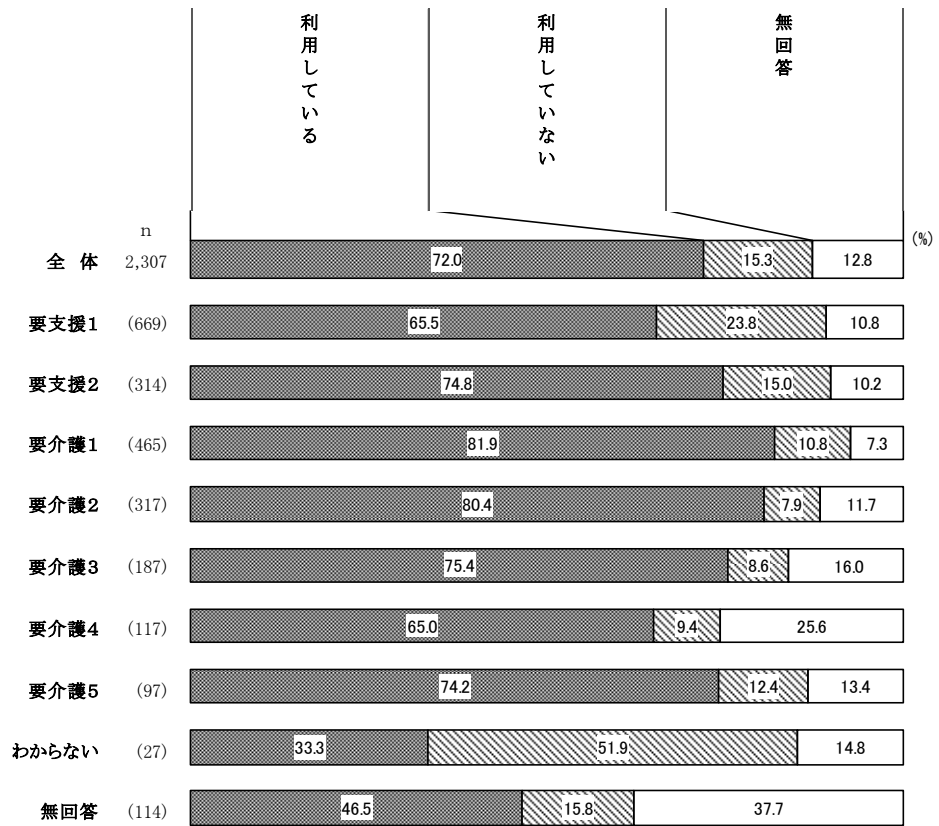 利用している
利用していない
無回答
(%)
n
全 体 2,307 72.0 15.3 12.8
要支援1 (669) 65.5 23.8 10.8
要支援2 (314) 74.8 15.0 10.2
要介護1 (465) 81.9 10.8 7.3
要介護2 (317) 80.4 7.9 11.7
要介護3 (187) 75.4 8.6 16.0
要介護4 (117) 65.0 9.4 25.6
要介護5 (97) 74.2 12.4 13.4
わからない (27) 33.3 51.9 14.8
無回答 (114) 46.5 15.8 37.7